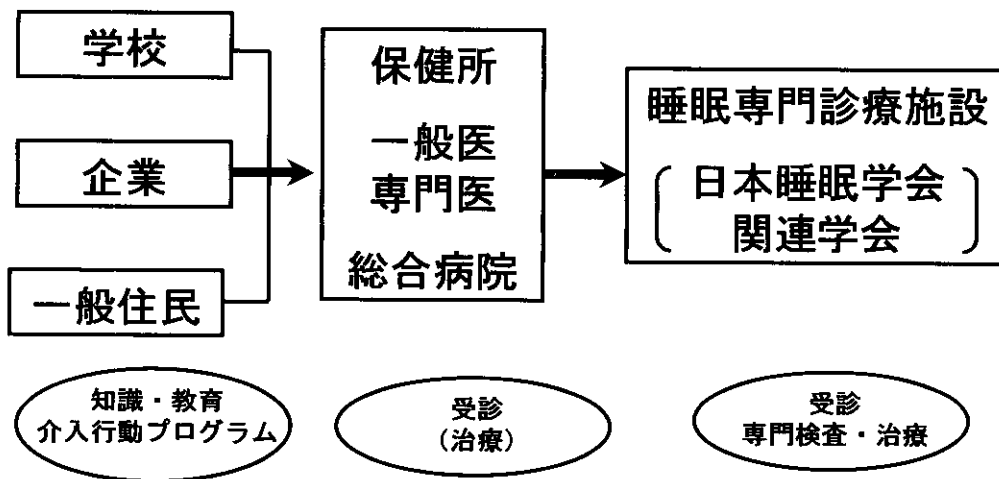 学校
企業
一般住民
保健所
一般医
専門医
総合病院
睡眠専門診療施設
日本睡眠学会
関連学会
知識・教育
介入行動プログラム
受診
(治療)
受診
専門検査・治療